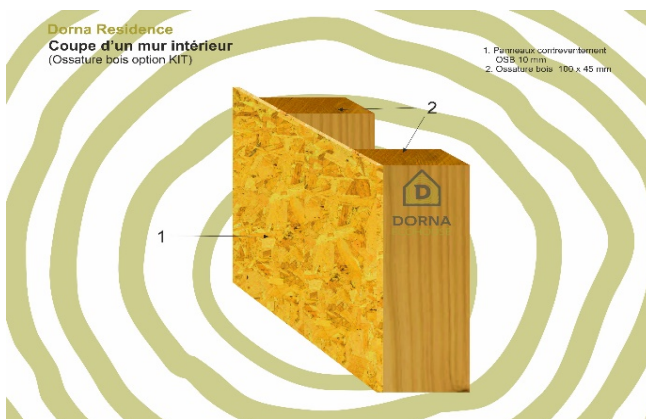 Dorna Residence
Coupe d'un mur intérieur
(Ossature bois option KIT)
1. Panneaux contreventement
OSB 10 mm
2. Ossature bois 100 x 45 mm
2
1
D
DORNA